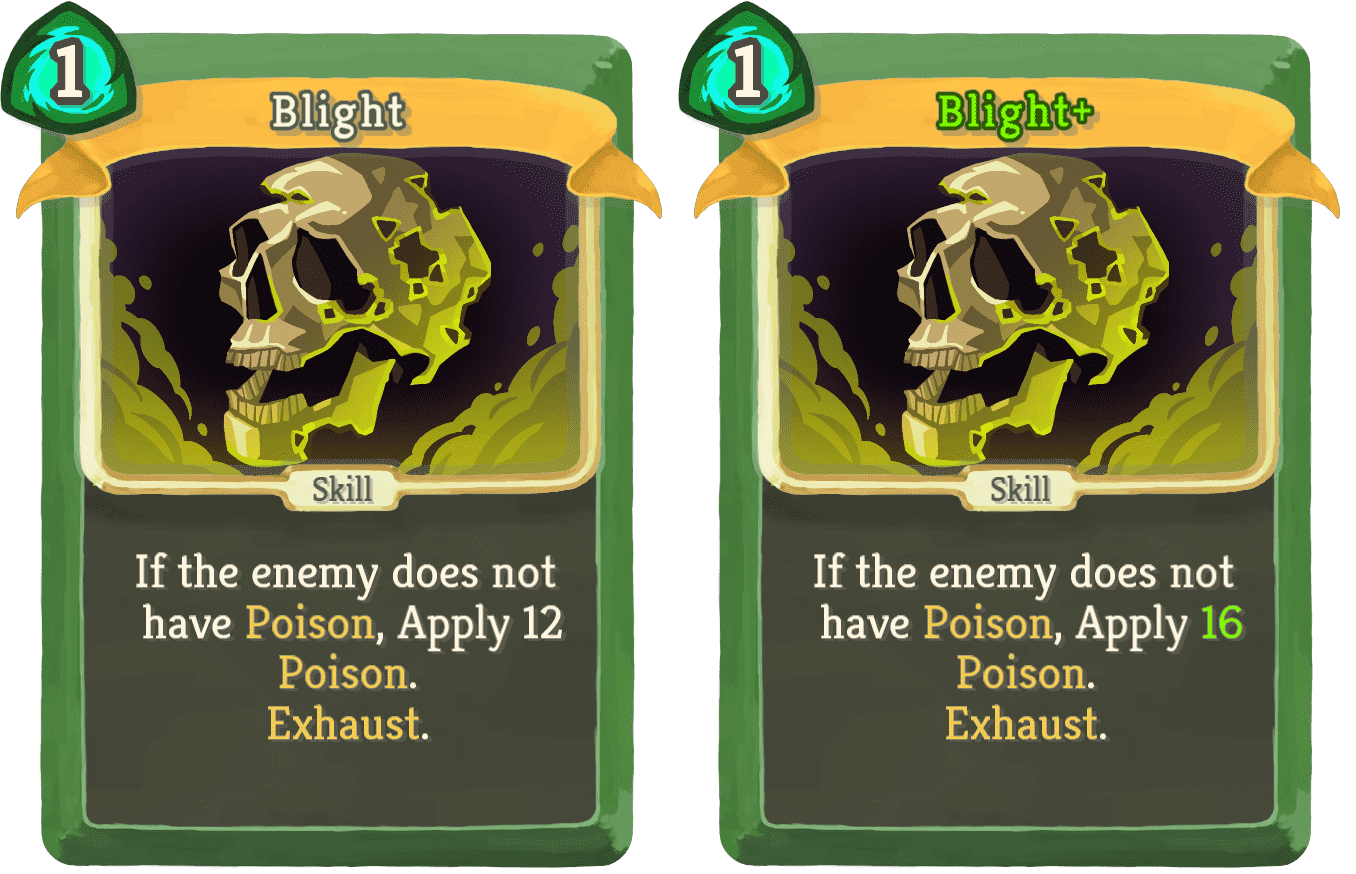 1
Blight
Skill
If the enemy does not
have Poison, Apply 12
Poison.
Exhaust.
1
Blight+
Skill
If the enemy does not
have Poison, Apply 16
Poison.
Exhaust.